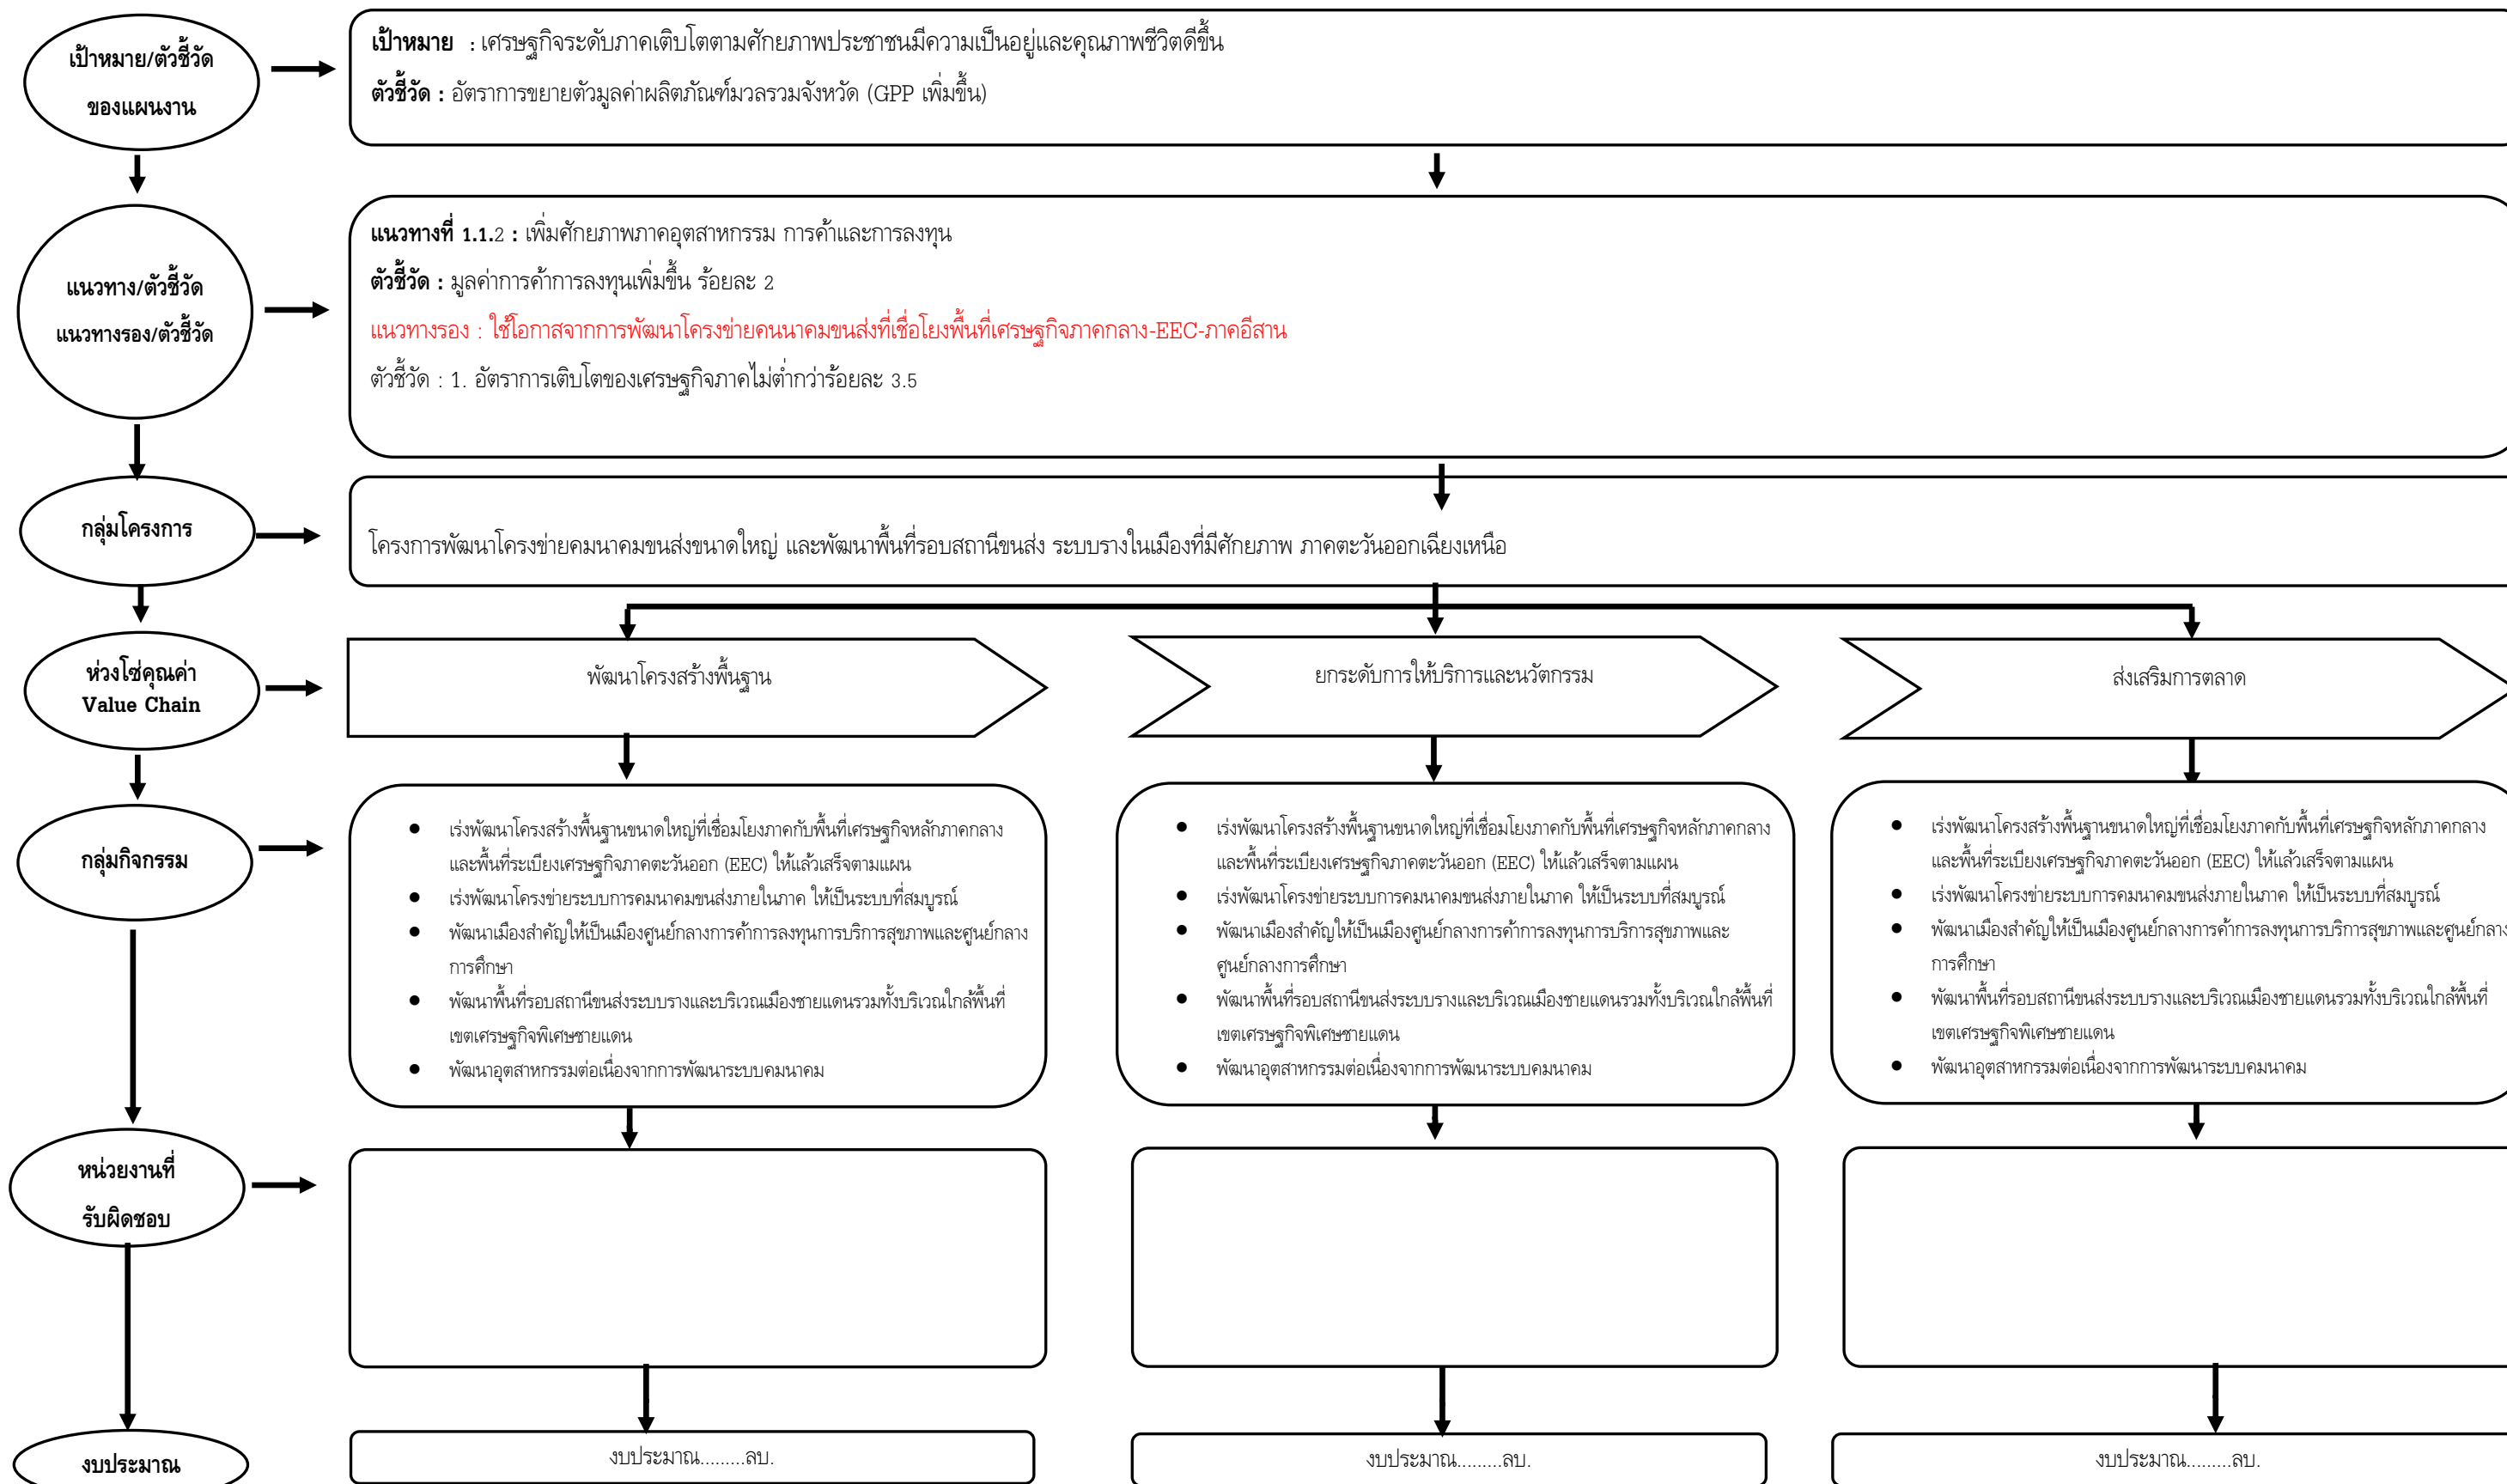 เป้าหมาย/ตัวชี้วัด
ของแผนงาน
เป้าหมาย : เศรษฐกิจระดับภาคเติบโตตามศักยภาพประชาชนมีความเป็นอยู่และคุณภาพชีวิตดีขึ้น
ตัวชี้วัด : อัตราการขยายตัวมูลค่าผลิตภัณฑ์มวลรวมจังหวัด (GPP เพิ่มขึ้น)
แนวทาง/ตัวชี้วัด
แนวทางรอง/ตัวชี้วัด
แนวทางที่ 1.1.2 : เพิ่มศักยภาพภาคอุตสาหกรรม การค้าและการลงทุน
ตัวชี้วัด : มูลค่าการค้าการลงทุนเพิ่มขึ้น ร้อยละ 2
แนวทางรอง : ใช้โอกาสจากการพัฒนาโครงข่ายคนนาคมขนส่งที่เชื่อโยงพื้นที่เศรษฐกิจภาคกลาง-EEC-ภาคอีสาน
ตัวชี้วัด : 1. อัตราการเติบโตของเศรษฐกิจภาคไม่ต่ำกว่าร้อยละ 3.5
กลุ่มโครงการ
โครงการพัฒนาโครงข่ายคมนาคมขนส่งขนาดใหญ่ และพัฒนาพื้นที่รอบสถานีขนส่ง ระบบรางในเมืองที่มีศักยภาพ ภาคตะวันออกเฉียงเหนือ
ห่วงโซ่คุณค่า
Value Chain
พัฒนาโครงสร้างพื้นฐาน
ยกระดับการให้บริการและนวัตกรรม
ส่งเสริมการตลาด
กลุ่มกิจกรรม
● เร่งพัฒนาโครงสร้างพื้นฐานขนาดใหญ่ที่เชื่อมโยงภาคกับพื้นที่เศรษฐกิจหลักภาคกลาง
และพื้นที่ระเบียงเศรษฐกิจภาคตะวันออก (EEC) ให้แล้วเสร็จตามแผน
● เร่งพัฒนาโครงข่ายระบบการคมนาคมขนส่งภายในภาค ให้เป็นระบบที่สมบูรณ์
● พัฒนาเมืองสำคัญให้เป็นเมืองศูนย์กลางการค้าการลงทุนการบริการสุขภาพและศูนย์กลาง
การศึกษา
● พัฒนาพื้นที่รอบสถานีขนส่งระบบรางและบริเวณเมืองชายแดนรวมทั้งบริเวณใกล้พื้นที่
เขตเศรษฐกิจพิเศษชายแดน
● พัฒนาอุตสาหกรรมต่อเนื่องจากการพัฒนาระบบคมนาคม
● เร่งพัฒนาโครงสร้างพื้นฐานขนาดใหญ่ที่เชื่อมโยงภาคกับพื้นที่เศรษฐกิจหลักภาคกลาง
และพื้นที่ระเบียงเศรษฐกิจภาคตะวันออก (EEC) ให้แล้วเสร็จตามแผน
● เร่งพัฒนาโครงข่ายระบบการคมนาคมขนส่งภายในภาค ให้เป็นระบบที่สมบูรณ์
● พัฒนาเมืองสำคัญให้เป็นเมืองศูนย์กลางการค้าการลงทุนการบริการสุขภาพและ
ศูนย์กลางการศึกษา
● พัฒนาพื้นที่รอบสถานีขนส่งระบบรางและบริเวณเมืองชายแดนรวมทั้งบริเวณใกล้พื้นที่
เขตเศรษฐกิจพิเศษชายแดน
● พัฒนาอุตสาหกรรมต่อเนื่องจากการพัฒนาระบบคมนาคม
● เร่งพัฒนาโครงสร้างพื้นฐานขนาดใหญ่ที่เชื่อมโยงภาคกับพื้นที่เศรษฐกิจหลักภาคกลาง
และพื้นที่ระเบียงเศรษฐกิจภาคตะวันออก (EEC) ให้แล้วเสร็จตามแผน
● เร่งพัฒนาโครงข่ายระบบการคมนาคมขนส่งภายในภาค ให้เป็นระบบที่สมบูรณ์
● พัฒนาเมืองสำคัญให้เป็นเมืองศูนย์กลางการค้าการลงทุนการบริการสุขภาพและศูนย์กลาง
การศึกษา
● พัฒนาพื้นที่รอบสถานีขนส่งระบบรางและบริเวณเมืองชายแดนรวมทั้งบริเวณใกล้พื้นที่
เขตเศรษฐกิจพิเศษชายแดน
● พัฒนาอุตสาหกรรมต่อเนื่องจากการพัฒนาระบบคมนาคม
หน่วยงานที่
รับผิดชอบ
งบประมาณ
งบประมาณ.........ลบ.
งบประมาณ.........ลบ.
งบประมาณ.........ลบ.